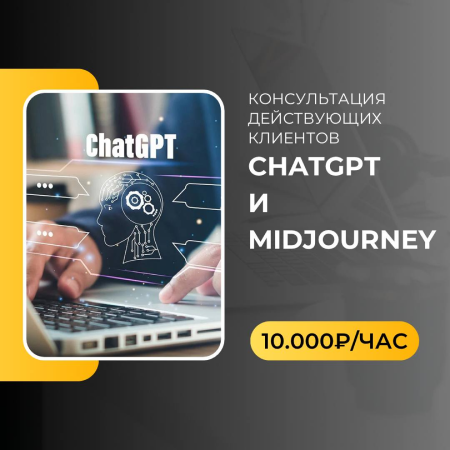 ChatGPT
КОНСУЛЬТАЦИЯ
ДЕЙСТВУЮЩИХ
КЛИЕНТОВ
CHATGPT
И
MIDJOURNEY
10.000₽/ЧАС